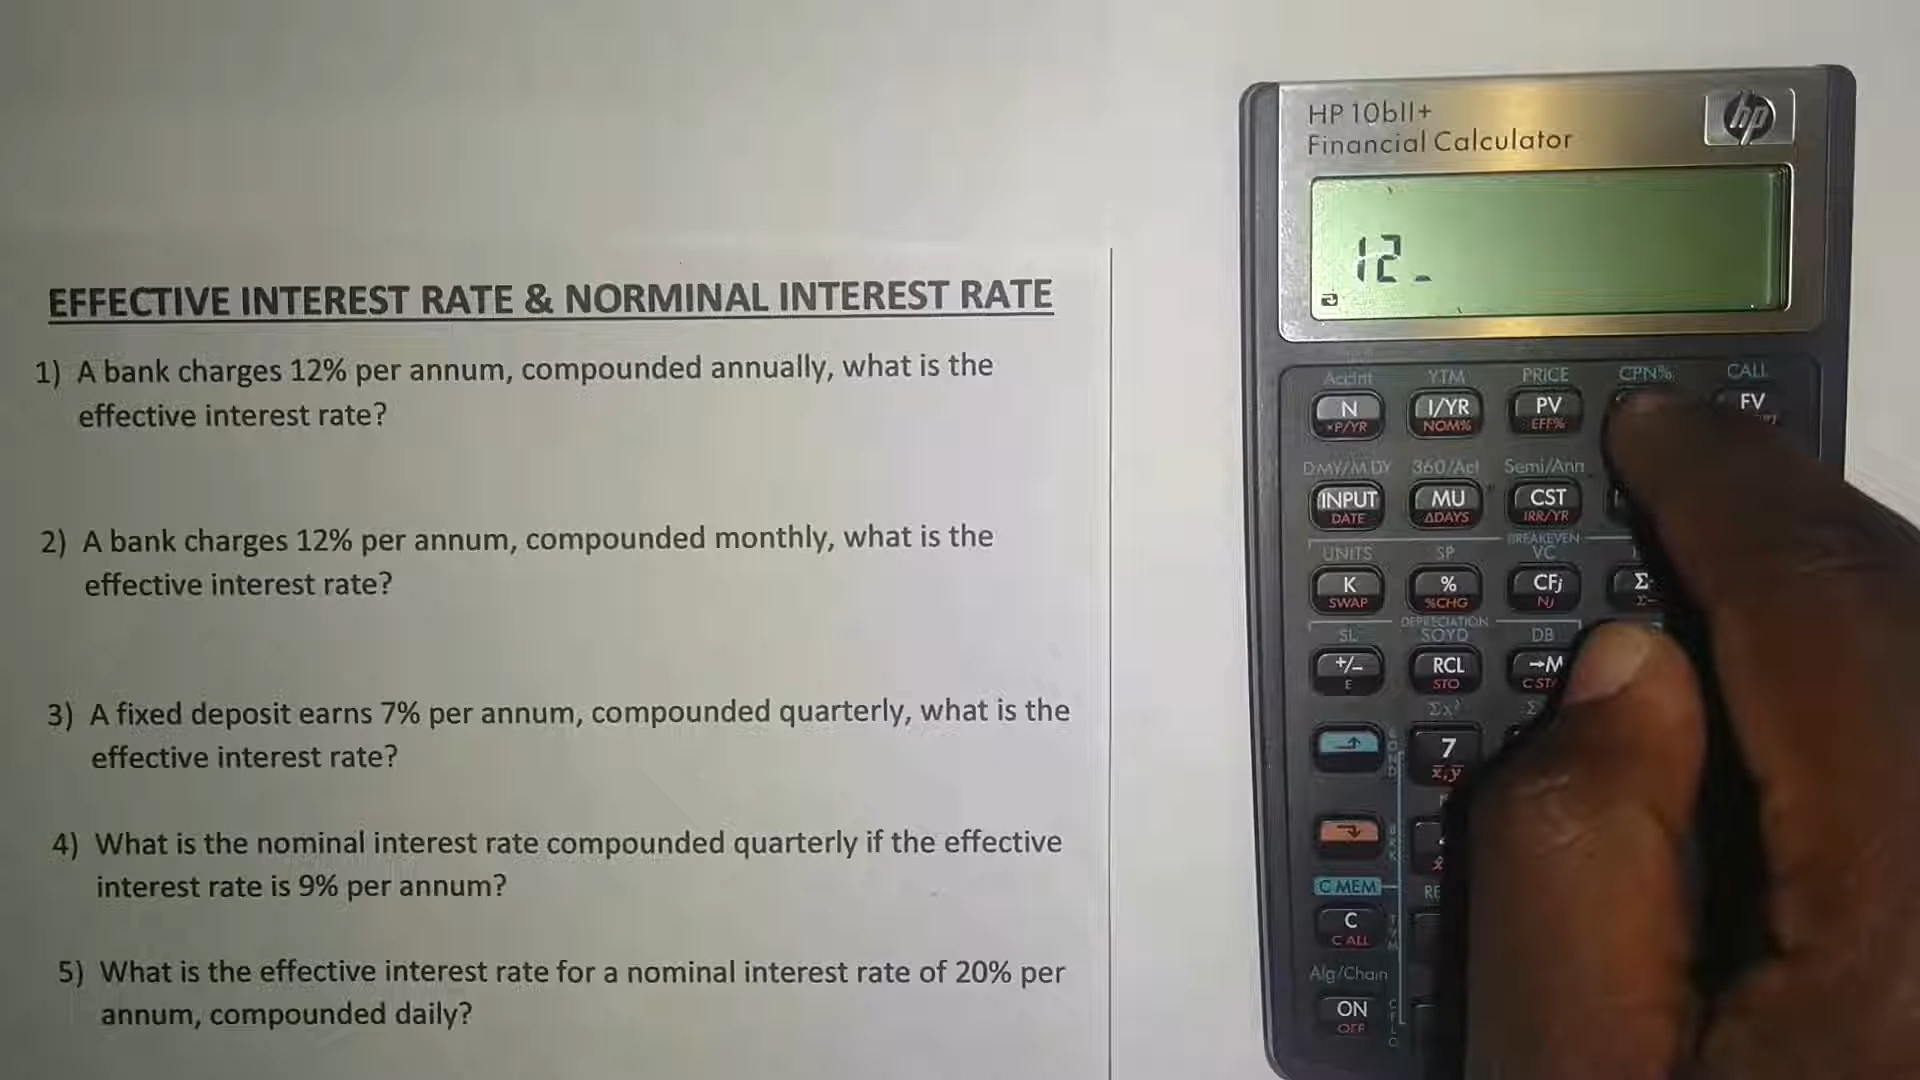 EFFECTIVE INTEREST RATE & NORMINAL INTEREST RATE
1) A bank charges 12% per annum, compounded annually, what is the
effective interest rate?
2) A bank charges 12% per annum, compounded monthly, what is the
effective interest rate?
3) A fixed deposit earns 7% per annum, compounded quarterly, what is the
effective interest rate?
4) What is the nominal interest rate compounded quarterly if the effective
interest rate is 9% per annum?
5) What is the effective interest rate for a nominal interest rate of 20% per
annum, compounded daily?
HP 10bII+
Financial Calculator
hp
12_
AccInt YTM PRICE CPN% CALL
N I/YR PV FV
×P/YR NOM% EFF%
DMY/MDY 360/Act Semi/Ann
INPUT MU CST
DATE ΔDAYS IRR/YR
BREAKEVEN
UNITS SP VC
K % CFj Σ
SWAP %CHG Nj Σ-
DEPRECIATION
SL SOYD DB
+/- RCL →M
E STO CST
Σx²
7
x̄,ȳ
C MEM
C
C ALL
Alg/Chain
ON
OFF